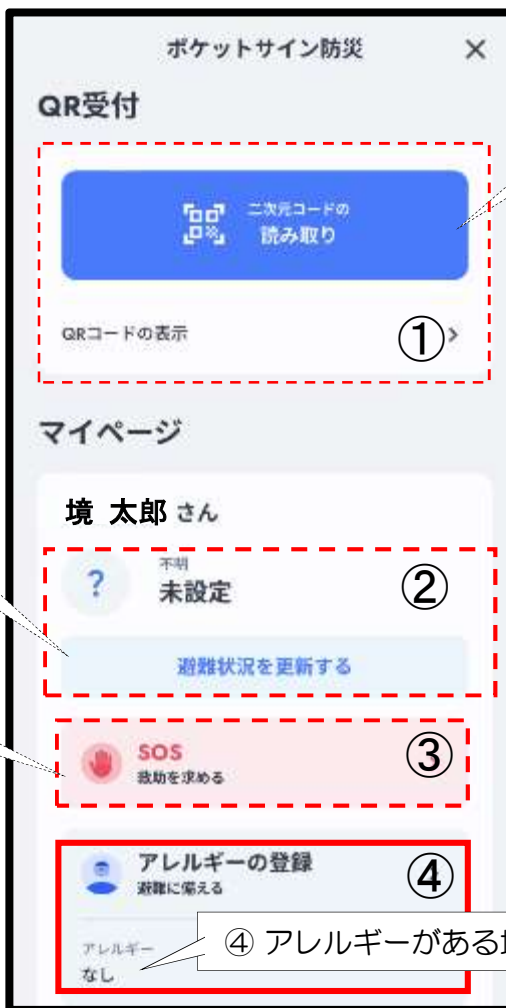 ポケットサイン防災 ×
QR受付
二次元コードの
読み取り
QRコードの表示 ① >
マイページ
境 太郎 さん
?
不明
未設定
②
避難状況を更新する
SOS
救助を求める
③
アレルギーの登録
避難に備える
④
アレルギー
なし
④ アレルギーがある